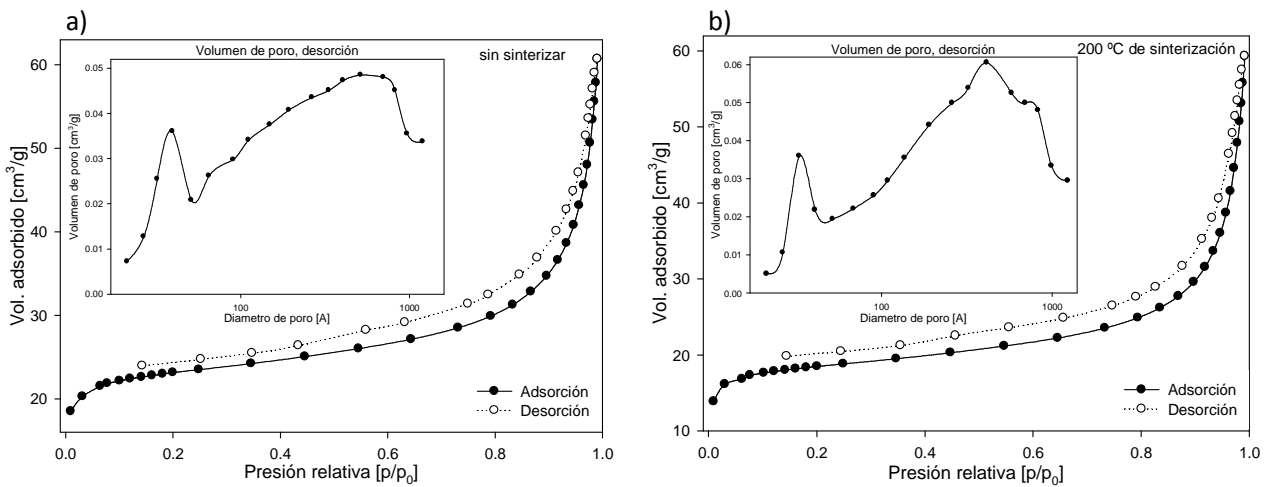 a)
Volumen de poro, desorción
sin sinterizar
Vol. adsorbido [cm³/g]
60
50
40
30
20
Volumen de poro [cm³/g]
0.05
0.04
0.03
0.02
0.01
0.00
100
1000
Diametro de poro [A]
Adsorción
Desorción
0.0
0.2
0.4
0.6
0.8
1.0
Presión relativa [p/p₀]
b)
Volumen de poro, desorción
200 ºC de sinterización
Vol. adsorbido [cm³/g]
60
50
40
30
20
10
Volumen de poro [cm³/g]
0.06
0.05
0.04
0.03
0.02
0.01
0.00
100
1000
Diametro de poro [A]
Adsorción
Desorción
0.0
0.2
0.4
0.6
0.8
1.0
Presión relativa [p/p₀]